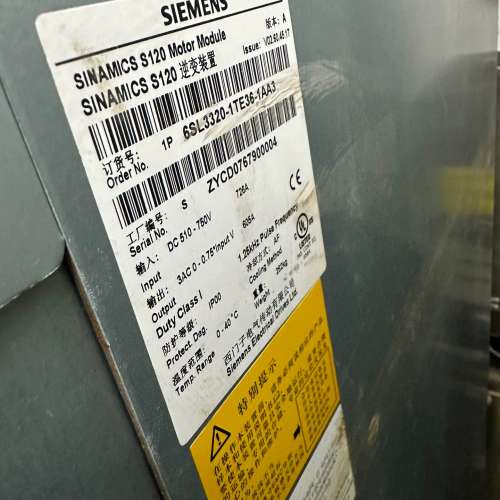 SIEMENS
SINAMICS S120 Motor Module
版本: A
SINAMICS S120 逆变装置
Issue: V02.50.45.17
订货号:
Order No. 1P 6SL3320-1TE36-1AA3
工厂编号:
Serial No. S ZYCD0767900004
输入:
Input DC 510 - 750V 726A
输出:
Output 3AC 0 - 0.75*Input V 605A
Duty Class I 1.25kHz Pulse Frequency
防护等级: 冷却方式: AF
Protect. Deg. IP00 Cooling Method
温度范围: 重量:
Temp. Range 0-40°C Weight
CE
UL
LISTED
西门子电气传动有限公司
Siemens Electrical Drives Ltd.
特别提示